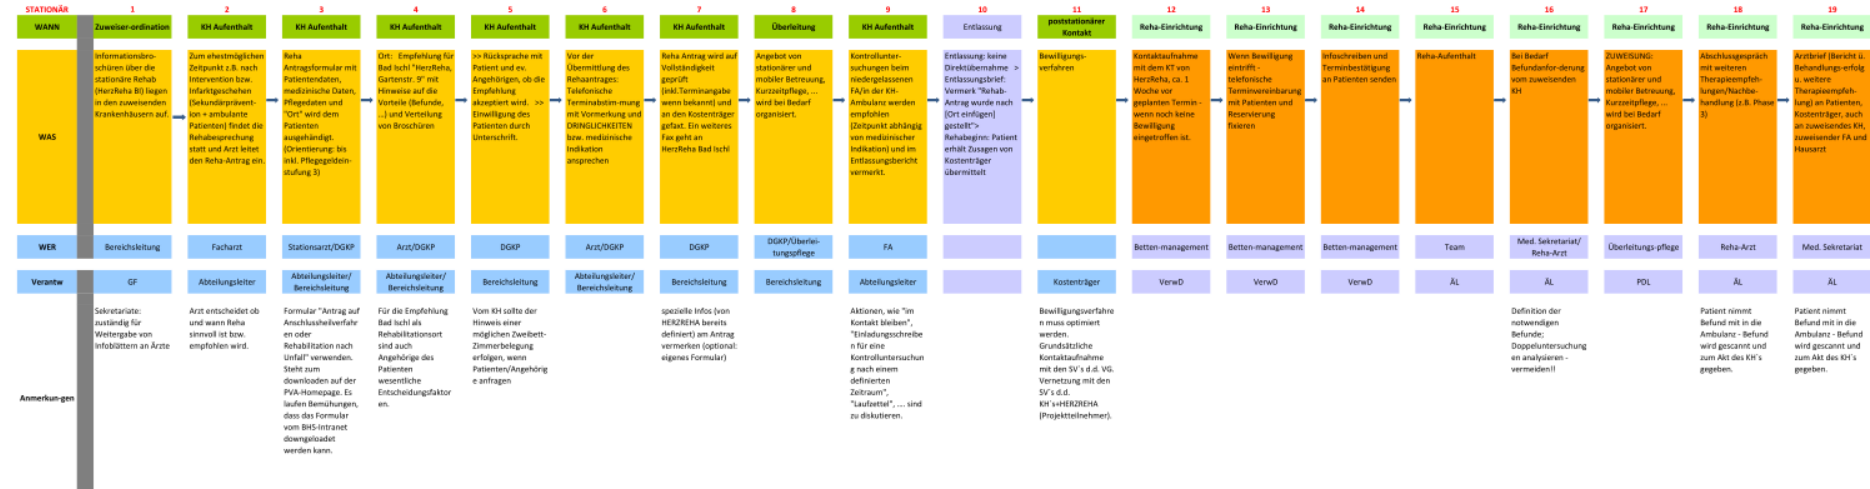 STATIONÄR 1 2 3 4 5 6 7 8 9 10 11 12 13 14 15 16 17 18 19
WANN
Zuweiser-ordination
KH Aufenthalt
KH Aufenthalt
KH Aufenthalt
KH Aufenthalt
KH Aufenthalt
KH Aufenthalt
Überleitung
KH Aufenthalt
Entlassung
poststationärer
Kontakt
Reha-Einrichtung
Reha-Einrichtung
Reha-Einrichtung
Reha-Einrichtung
Reha-Einrichtung
Reha-Einrichtung
Reha-Einrichtung
Reha-Einrichtung
WAS
Informationsbro-
schüren über die
stationäre Rehab
(HerzReha BI) liegen
in den zuweisenden
Krankenhäusern auf.
Zum ehestmöglichen
Zeitpunkt z.B. nach
Intervention bzw.
Infarktgeschehen
(Sekundärprävent-
ion + ambulante
Patienten) findet die
Rehabesprechung
statt und Arzt leitet
den Reha-Antrag ein.
Reha
Antragsformular mit
Patientendaten,
medizinische Daten,
Pflegedaten und
"Ort" wird dem
Patienten
ausgehändigt.
(Orientierung: bis
inkl. Pflegegeldein-
stufung 3)
Ort: Empfehlung für
Bad Ischl "HerzReha,
Gartenstr. 9" mit
Hinweise auf die
Vorteile (Befunde,
...) und Verteilung
von Broschüren
>> Rücksprache mit
Patient und ev.
Angehörigen, ob die
Empfehlung
akzeptiert wird. >>
Einwilligung des
Patienten durch
Unterschrift.
Vor der
Übermittlung des
Rehaantrages:
Telefonische
Terminabstim-mung
mit Vormerkung und
DRINGLICHKEITEN
bzw. medizinische
Indikation
ansprechen
Reha Antrag wird auf
Vollständigkeit
geprüft
(inkl.Terminangabe
wenn bekannt) und
an den Kostenträger
gefaxt. Ein weiteres
Fax geht an
HerzReha Bad Ischl
Angebot von
stationärer und
mobiler Betreuung,
Kurzzeitpflege, ...
wird bei Bedarf
organisiert.
Kontrollunter-
suchungen beim
niedergelassenen
FA/in der KH-
Ambulanz werden
empfohlen
(Zeitpunkt abhängig
von medizinischer
Indikation) und im
Entlassungsbericht
vermerkt.
Entlassung: keine
Direktübernahme >
Entlassungsbrief:
Vermerk "Rehab-
Antrag wurde nach
[Ort einfügen]
gestellt">
Rehabeginn: Patient
erhält Zusagen von
Kostenträger
übermittelt
Bewilligungs-
verfahren
Kontaktaufnahme
mit dem KT von
HerzReha, ca. 1
Woche vor
geplanten Termin -
wenn noch keine
Bewilligung
eingetroffen ist.
Wenn Bewilligung
eintrifft -
telefonische
Terminvereinbarung
mit Patienten und
Reservierung
fixieren
Infoschreiben und
Terminbestätigung
an Patienten senden
Reha-Aufenthalt
Bei Bedarf
Befundanfor-derung
vom zuweisenden
KH
ZUWEISUNG:
Angebot von
stationärer und
mobiler Betreuung,
Kurzzeitpflege, ...
wird bei Bedarf
organisiert.
Abschlussgespräch
mit weiteren
Therapieempfeh-
lungen/Nachbe-
handlung (z.B. Phase
3)
Arztbrief (Bericht ü.
Behandlungs-erfolg
u. weitere
Therapieempfeh-
lung) an Patienten,
Kostenträger, auch
an zuweisendes KH,
zuweisender FA und
Hausarzt
WER
Bereichsleitung
Facharzt
Stationsarzt/DGKP
Arzt/DGKP
DGKP
Arzt/DGKP
DGKP
DGKP/Überlei-
tungspflege
FA
Betten-management
Betten-management
Betten-management
Team
Med. Sekretariat/
Reha-Arzt
Überleitungs-pflege
Reha-Arzt
Med. Sekretariat
Verantw
GF
Abteilungsleiter
Abteilungsleiter/
Bereichsleitung
Abteilungsleiter/
Bereichsleitung
Bereichsleitung
Abteilungsleiter/
Bereichsleitung
Bereichsleitung
Bereichsleitung
Abteilungsleiter
Kostenträger
VerwD
VerwD
VerwD
ÄL
ÄL
PDL
ÄL
ÄL
Anmerkun-gen
Sekretariate:
zuständig für
Weitergabe von
Infoblättern an Ärzte
Arzt entscheidet ob
und wann Reha
sinnvoll ist bzw.
empfohlen wird.
Formular "Antrag auf
Anschlussheilverfahr
en oder
Rehabilitation nach
Unfall" verwenden.
Steht zum
downloaden auf der
PVA-Homepage. Es
laufen Bemühungen,
dass das Formular
vom BHS-Intranet
downgeloadet
werden kann.
Für die Empfehlung
Bad Ischl als
Rehabilitationsort
sind auch
Angehörige des
Patienten
wesentliche
Entscheidungsfaktor
en.
Vom KH sollte der
Hinweis einer
möglichen Zweibett-
Zimmerbelegung
erfolgen, wenn
Patienten/Angehörig
e anfragen
spezielle Infos (von
HERZREHA bereits
definiert) am Antrag
vermerken (optional:
eigenes Formular)
Aktionen, wie "im
Kontakt bleiben",
"Einladungsschreibe
n für eine
Kontrolluntersuchun
g nach einem
definierten
Zeitraum",
"Laufzettel", .... sind
zu diskutieren.
Bewilligungsverfahre
n muss optimiert
werden.
Grundsätzliche
Kontaktaufnahme
mit den SV´s d.d. VG.
Vernetzung mit den
SV´s d.d.
KH´s+HERZREHA
(Projektteilnehmer).
Definition der
notwendigen
Befunde;
Doppeluntersuchung
en analysieren -
vermeiden!!
Patient nimmt
Befund mit in die
Ambulanz - Befund
wird gescannt und
zum Akt des KH´s
gegeben.
Patient nimmt
Befund mit in die
Ambulanz - Befund
wird gescannt und
zum Akt des KH´s
gegeben.